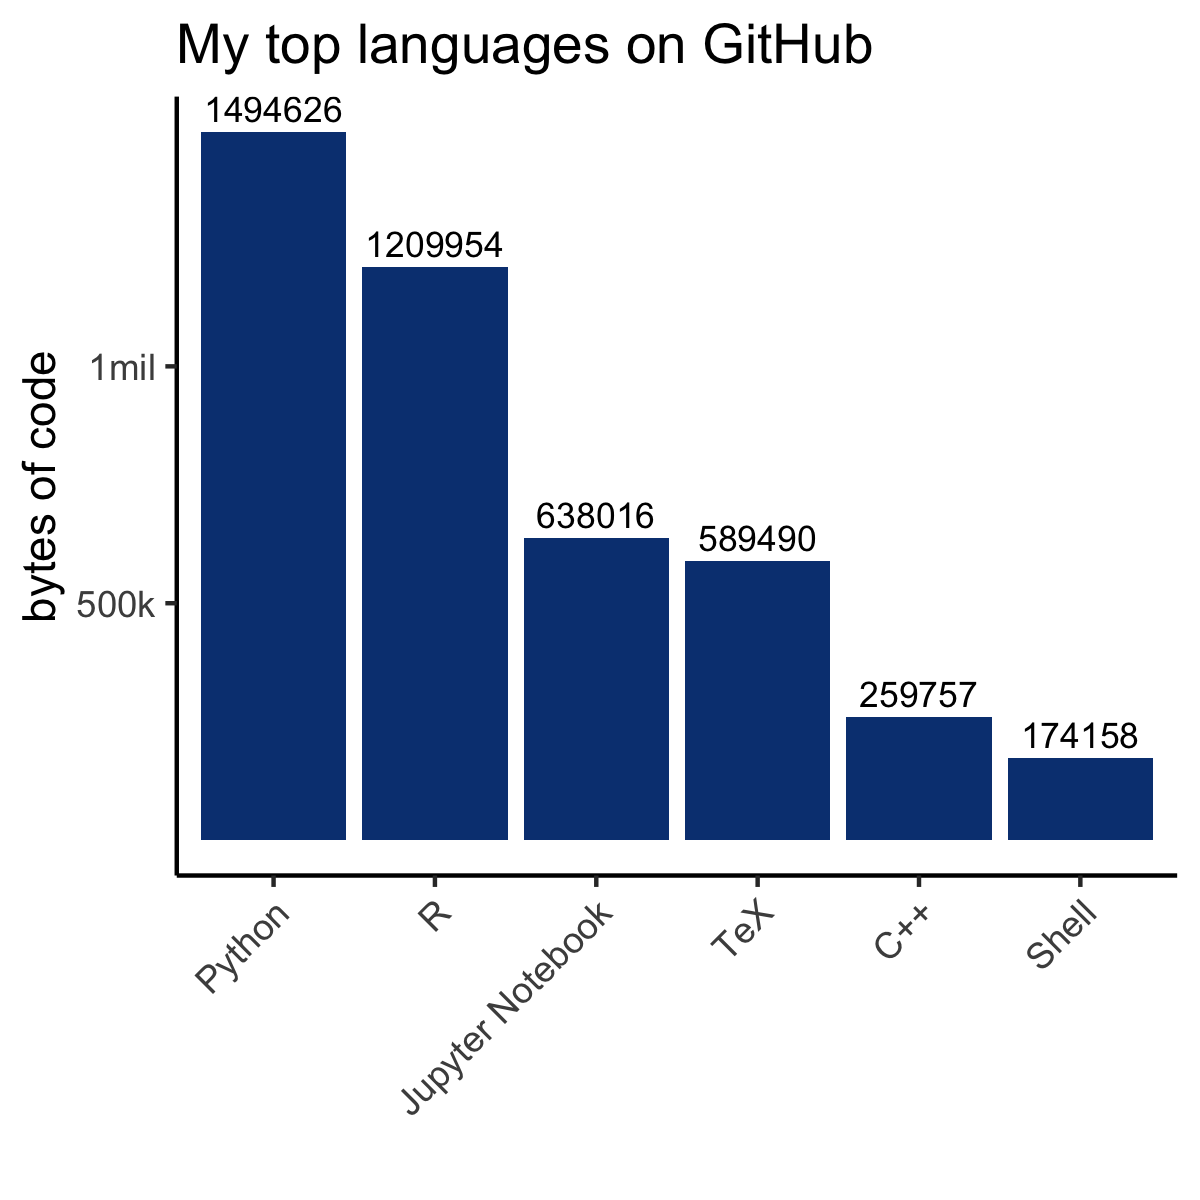 My top languages on GitHub
bytes of code
1mil
500k
1494626
1209954
638016
589490
259757
174158
Python
R
Jupyter Notebook
TeX
C++
Shell